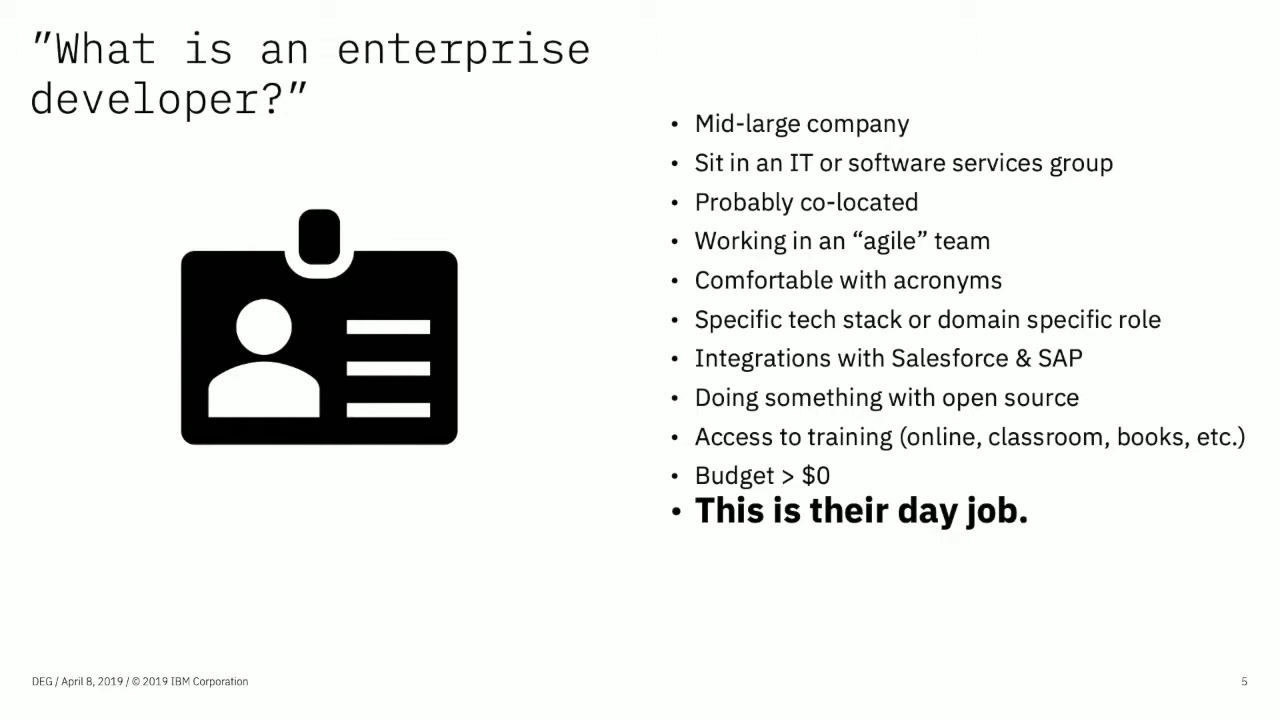 ”What is an enterprise
developer?”
• Mid-large company
• Sit in an IT or software services group
• Probably co-located
• Working in an “agile” team
• Comfortable with acronyms
• Specific tech stack or domain specific role
• Integrations with Salesforce & SAP
• Doing something with open source
• Access to training (online, classroom, books, etc.)
• Budget > $0
• This is their day job.
DEG / April 8, 2019 / © 2019 IBM Corporation
5